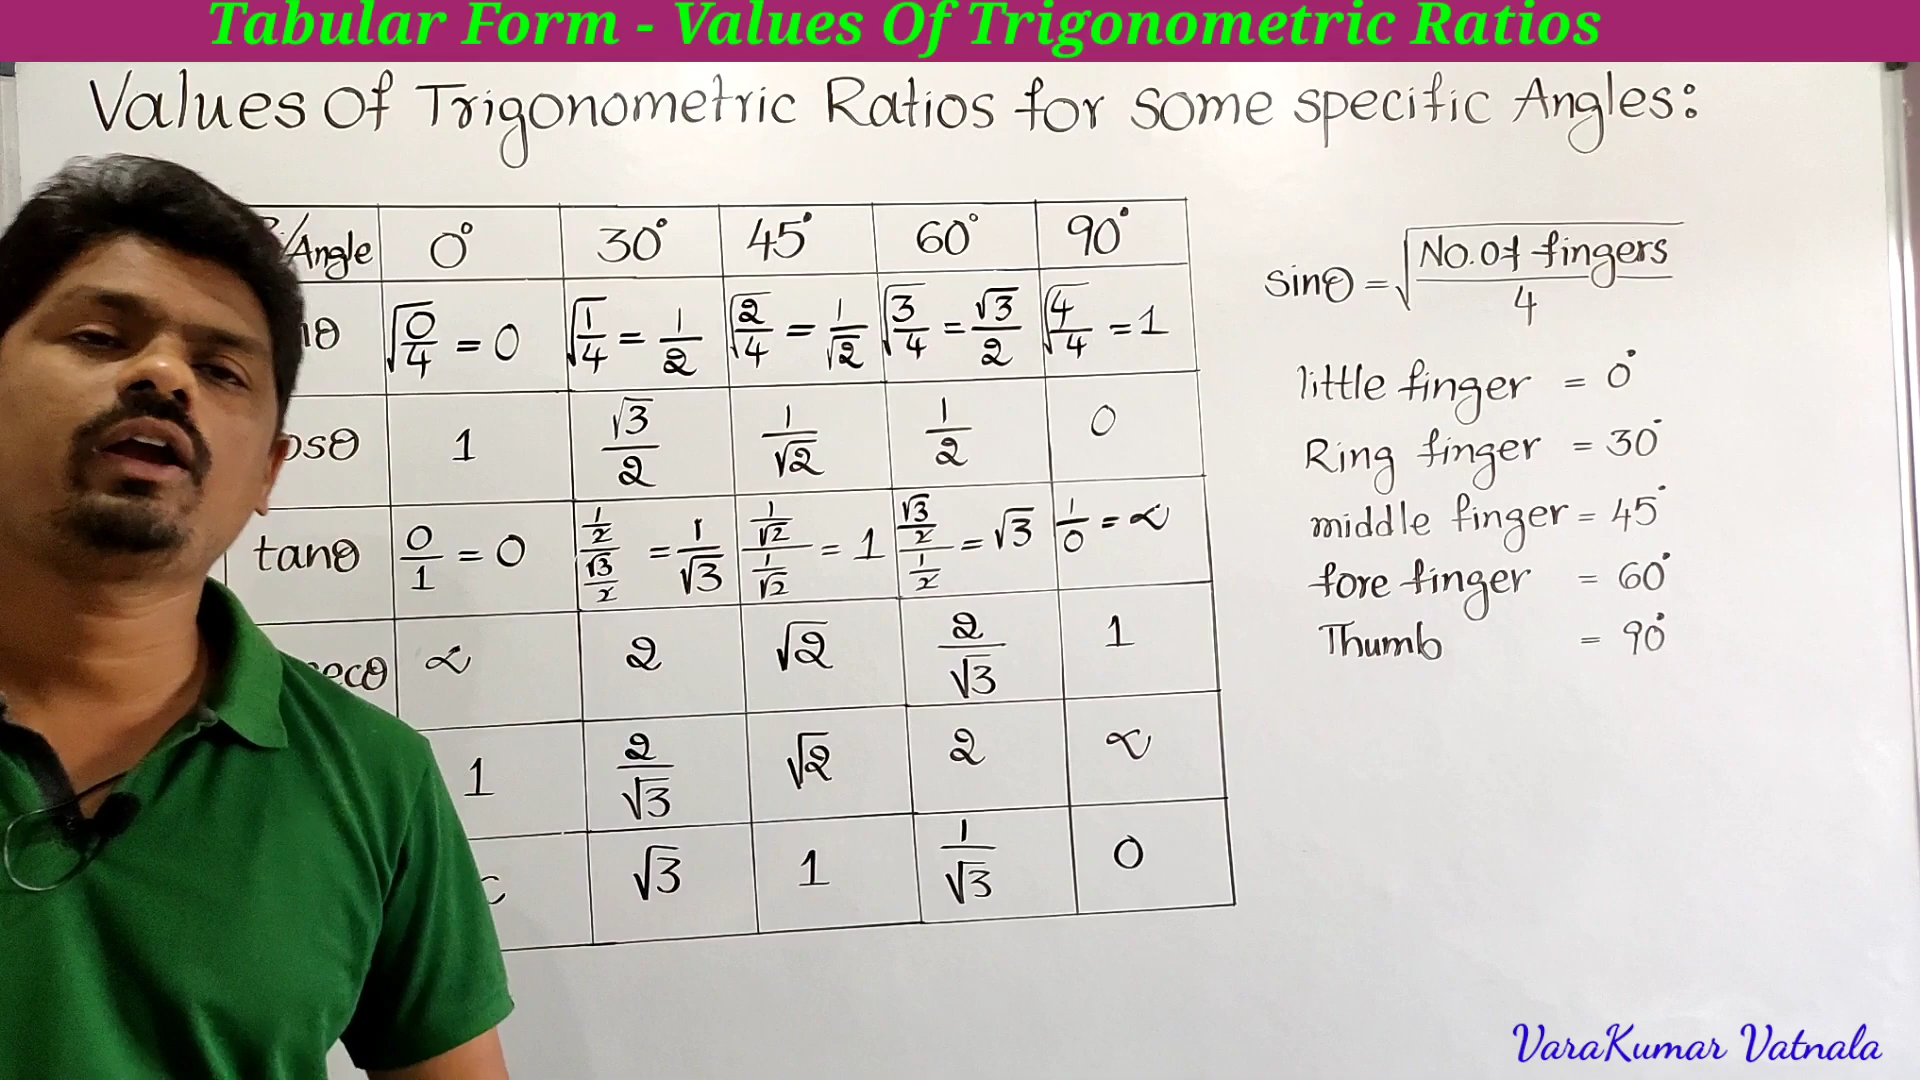 Tabular Form - Values Of Trigonometric Ratios
Values Of Trigonometric Ratios for some specific Angles:
/Angle 0° 30° 45° 60° 90°
√(0/4) = 0 √(1/4) = 1/2 √(2/4) = 1/√2 √(3/4) = √3/2 √(4/4) = 1
osθ 1 √3/2 1/√2 1/2 0
tanθ 0/1 = 0 (1/2)/(√3/2) = 1/√3 (1/√2)/(1/√2) = 1 (√3/2)/(1/2) = √3 1/0 = ∝
ecθ ∝ 2 √2 2/√3 1
1 2/√3 √2 2 ∝
√3 1 1/√3 0
sinθ = √(No.Of fingers/4)
little finger = 0°
Ring finger = 30°
middle finger = 45°
fore finger = 60°
Thumb = 90°
VaraKumar Vatnala